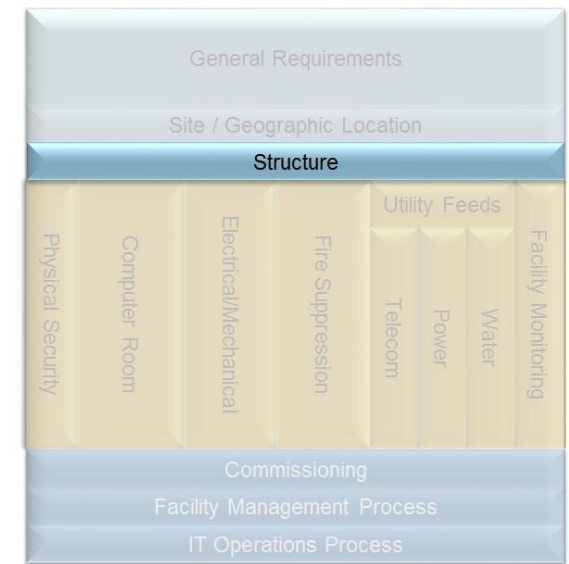 General Requirements
Site / Geographic Location
Structure
Physical Security
Computer Room
Electrical/Mechanical
Fire Suppression
Utility Feeds
Telecom
Power
Water
Facility Monitoring
Commissioning
Facility Management Process
IT Operations Process